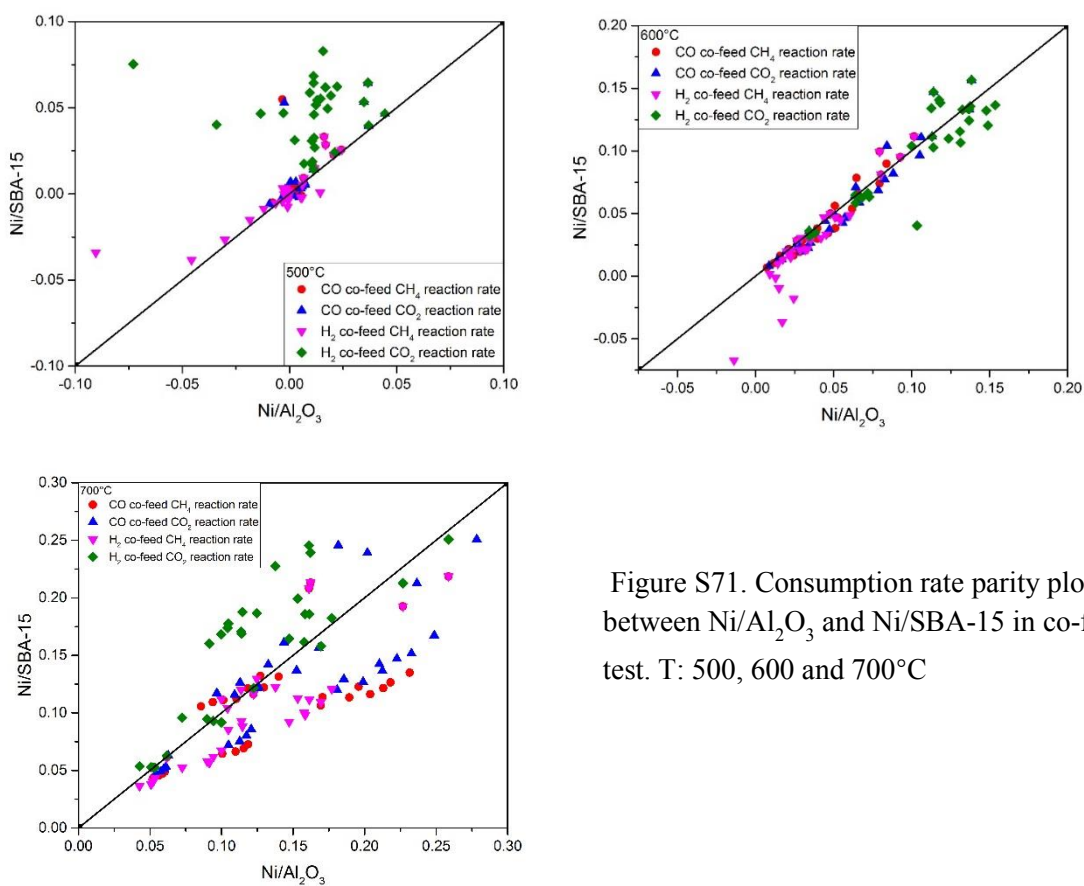 0.10
0.05
0.00
-0.05
-0.10
Ni/SBA-15
500°C
CO co-feed CH₄ reaction rate
CO co-feed CO₂ reaction rate
H₂ co-feed CH₄ reaction rate
H₂ co-feed CO₂ reaction rate
-0.10 -0.05 0.00 0.05 0.10
Ni/Al₂O₃
0.20
0.15
0.10
0.05
0.00
-0.05
Ni/SBA-15
600°C
CO co-feed CH₄ reaction rate
CO co-feed CO₂ reaction rate
H₂ co-feed CH₄ reaction rate
H₂ co-feed CO₂ reaction rate
-0.05 0.00 0.05 0.10 0.15 0.20
Ni/Al₂O₃
0.30
0.25
0.20
0.15
0.10
0.05
0.00
Ni/SBA-15
700°C
CO co-feed CH₄ reaction rate
CO co-feed CO₂ reaction rate
H₂ co-feed CH₄ reaction rate
H₂ co-feed CO₂ reaction rate
0.00 0.05 0.10 0.15 0.20 0.25 0.30
Ni/Al₂O₃
Figure S71. Consumption rate parity plo
between Ni/Al₂O₃ and Ni/SBA-15 in co-f
test. T: 500, 600 and 700°C